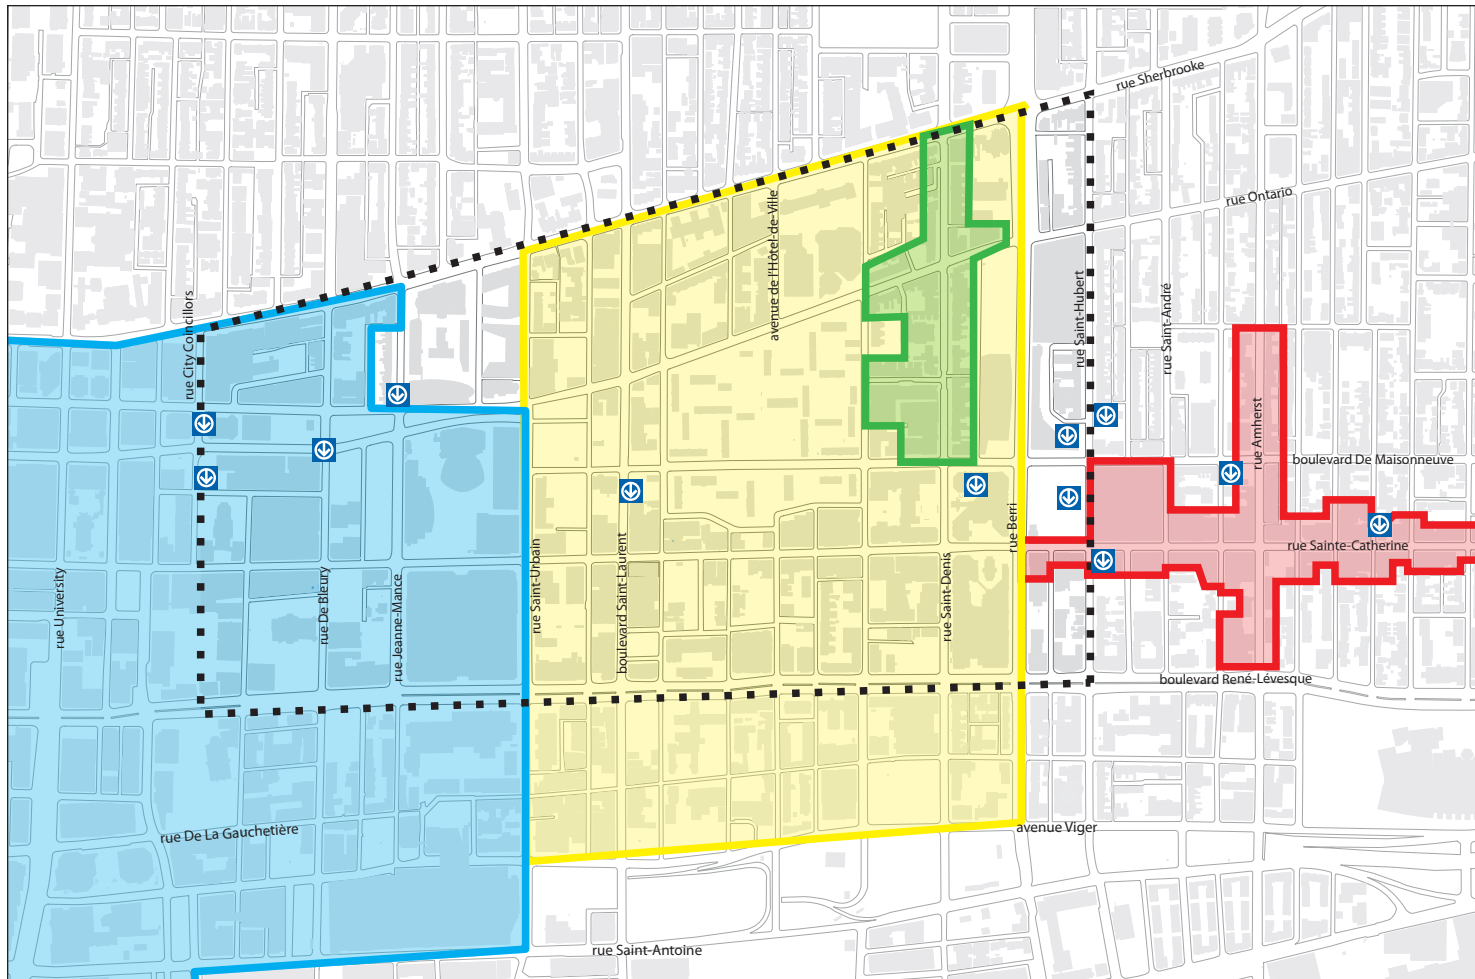 rue Sherbrooke
rue Ontario
avenue de l'Hôtel-de-Ville
rue City Councillors
rue Saint-Hubert
rue Saint-André
rue Amherst
boulevard De Maisonneuve
rue Berri
rue Sainte-Catherine
rue University
rue De Bleury
rue Jeanne-Mance
rue Saint-Urbain
boulevard Saint-Laurent
rue Saint-Denis
boulevard René-Lévesque
rue De La Gauchetière
avenue Viger
rue Saint-Antoine